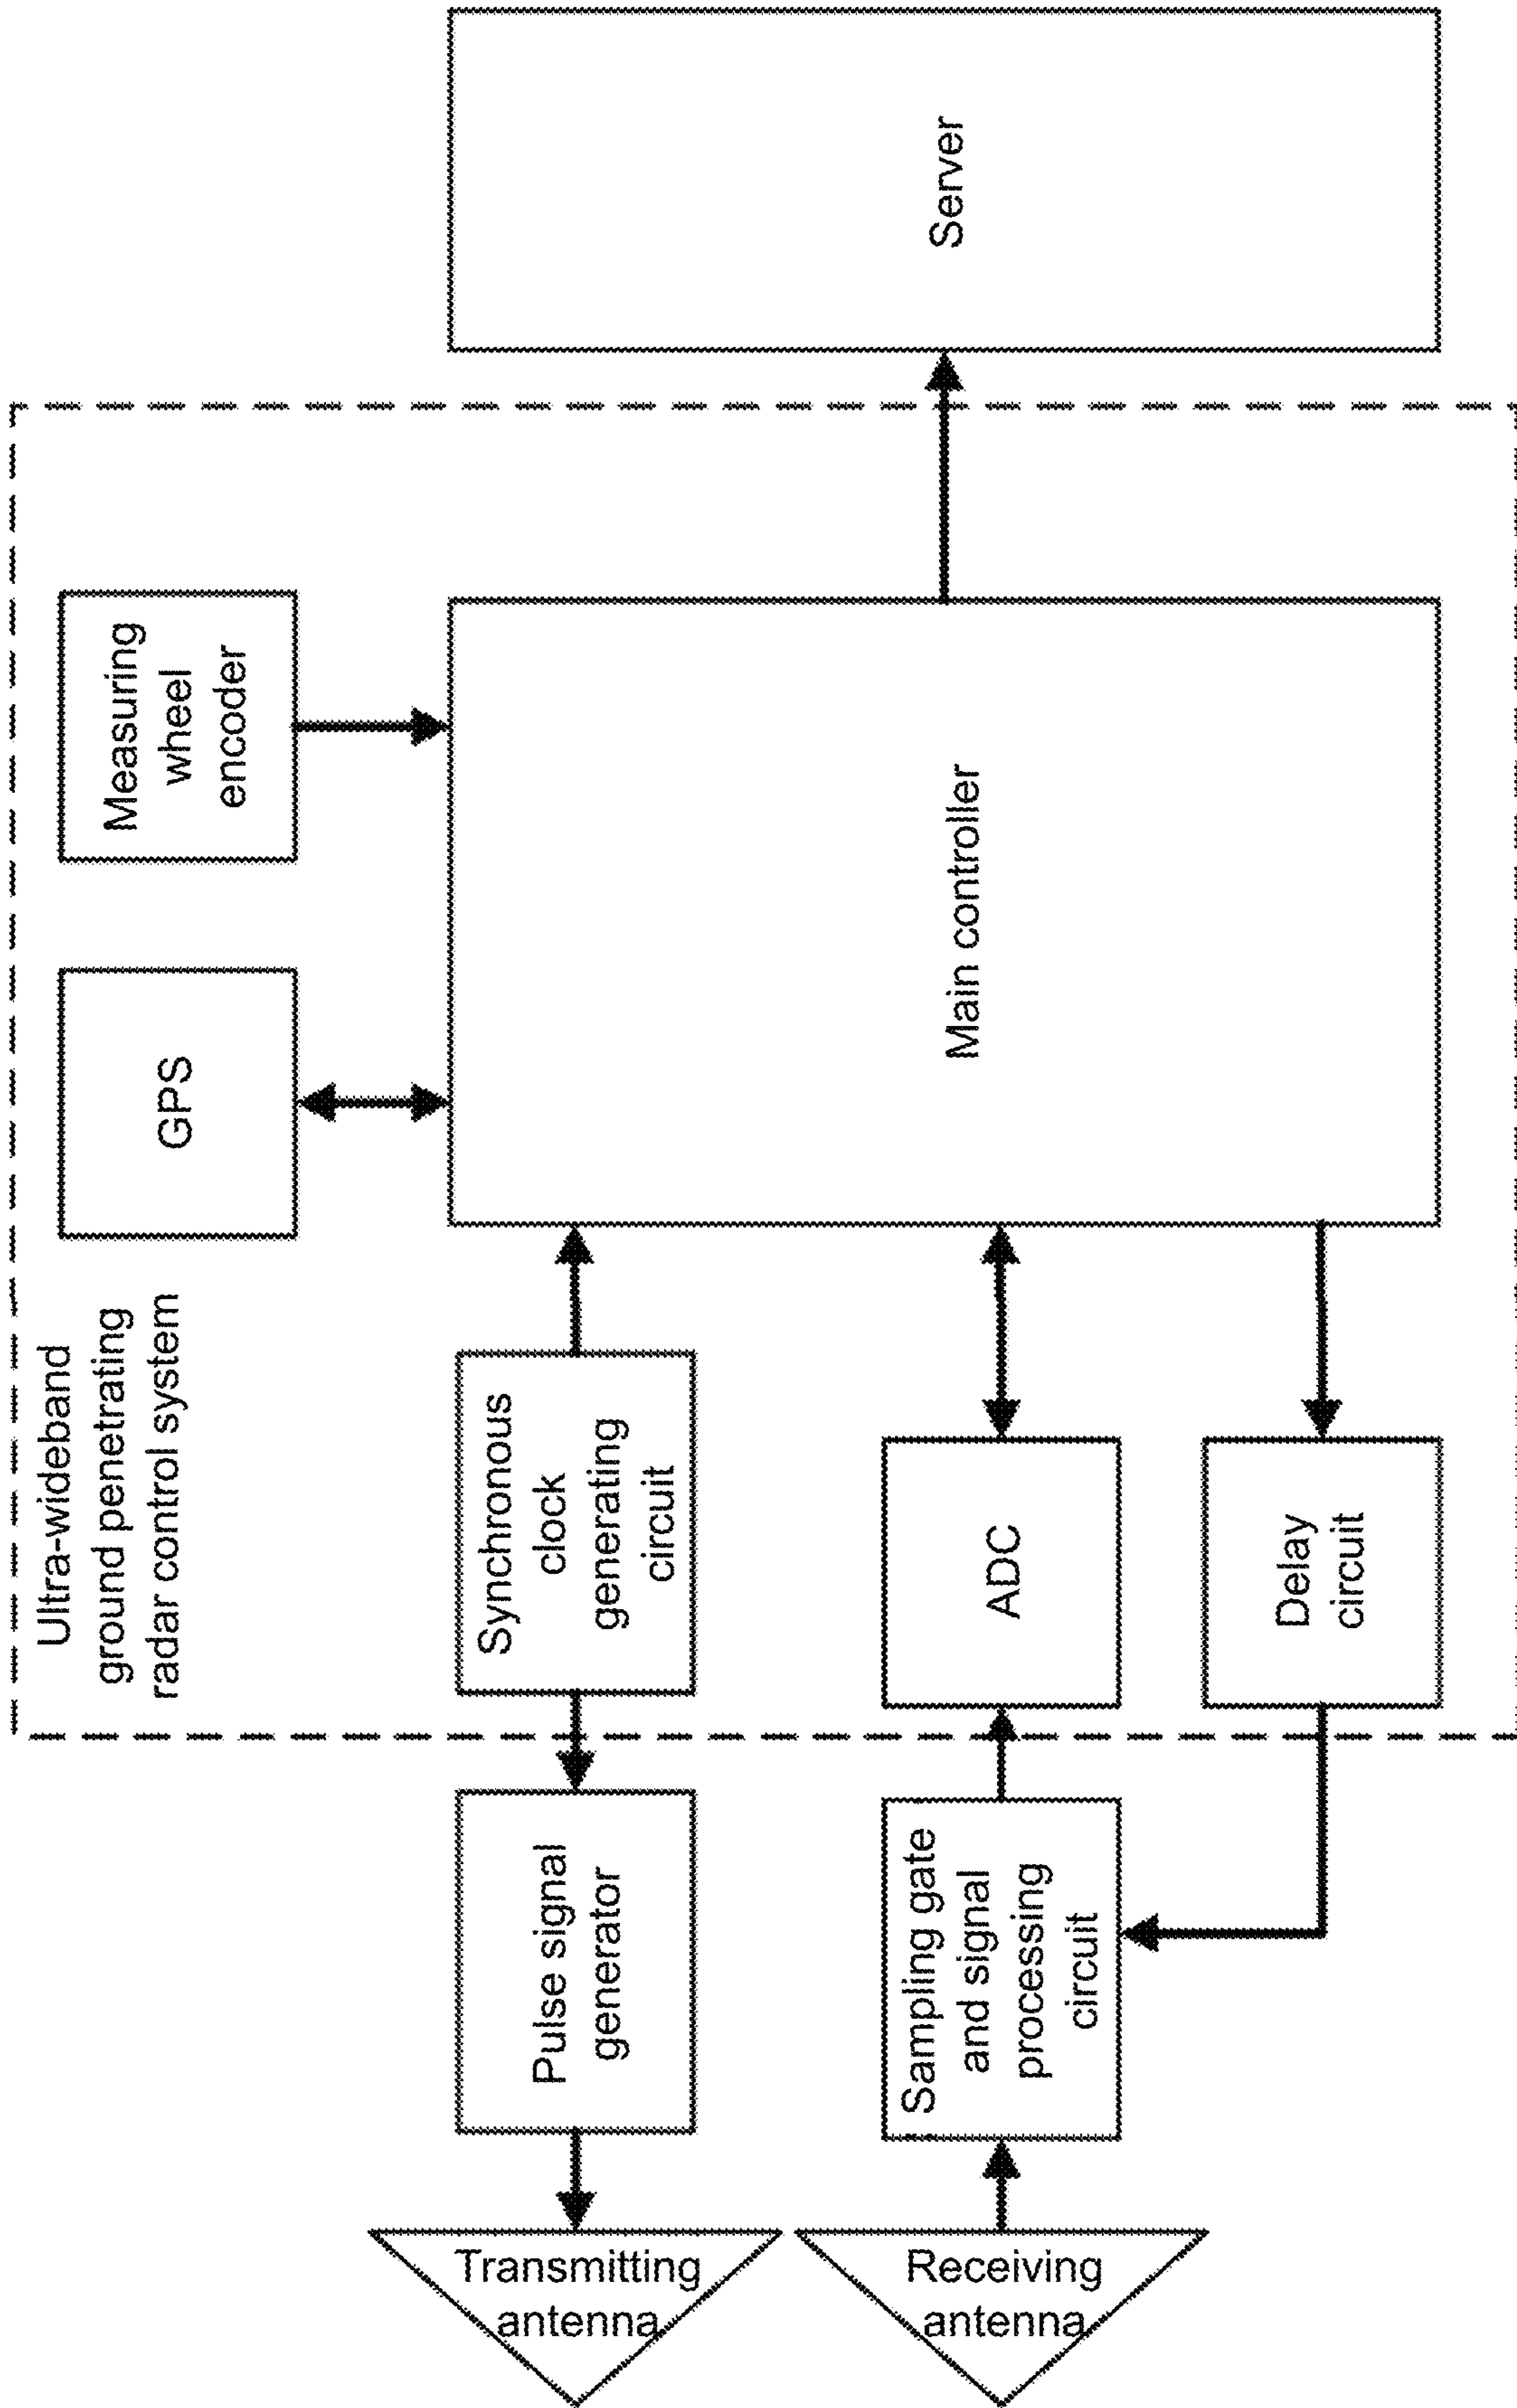 Ultra-wideband
ground penetrating
radar control system
GPS
Measuring
wheel
encoder
Transmitting
antenna
Pulse signal
generator
Synchronous
clock
generating
circuit
Main controller
Server
Receiving
antenna
Sampling gate
and signal
processing
circuit
ADC
Delay
circuit